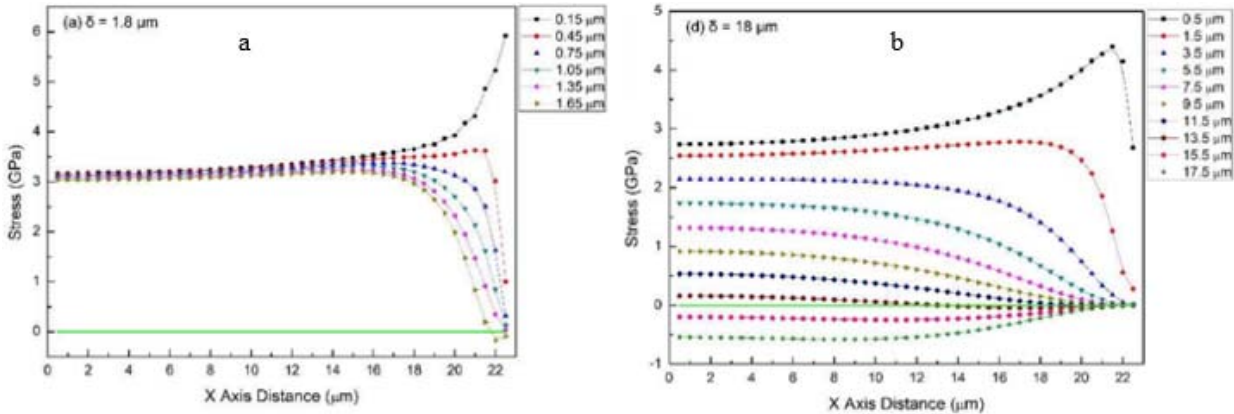 (a) δ = 1.8 μm
a
0.15 μm
0.45 μm
0.75 μm
1.05 μm
1.35 μm
1.65 μm
Stress (GPa)
6
5
4
3
2
1
0
0 2 4 6 8 10 12 14 16 18 20 22
X Axis Distance (μm)
(d) δ = 18 μm
b
0.5 μm
1.5 μm
3.5 μm
5.5 μm
7.5 μm
9.5 μm
11.5 μm
13.5 μm
15.5 μm
17.5 μm
Stress (GPa)
5
4
3
2
1
0
-1
0 2 4 6 8 10 12 14 16 18 20 22
X Axis Distance (μm)